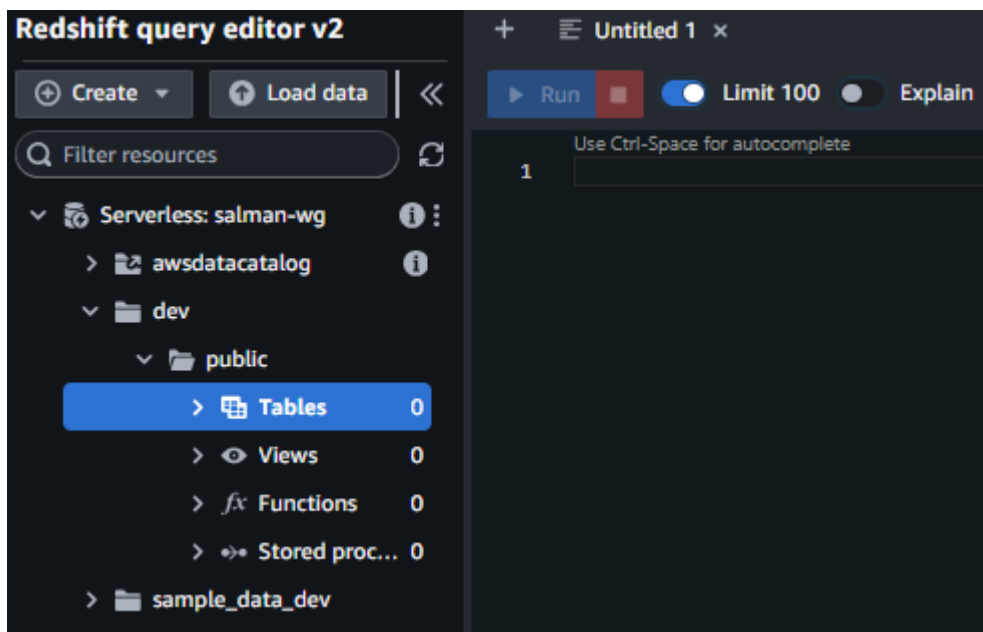 Redshift query editor v2
Create
Load data
Filter resources
Serverless: salman-wg
awsdatacatalog
dev
public
Tables 0
Views 0
fx Functions 0
Stored proc... 0
sample_data_dev
Untitled 1
Run
Limit 100
Explain
Use Ctrl-Space for autocomplete
1